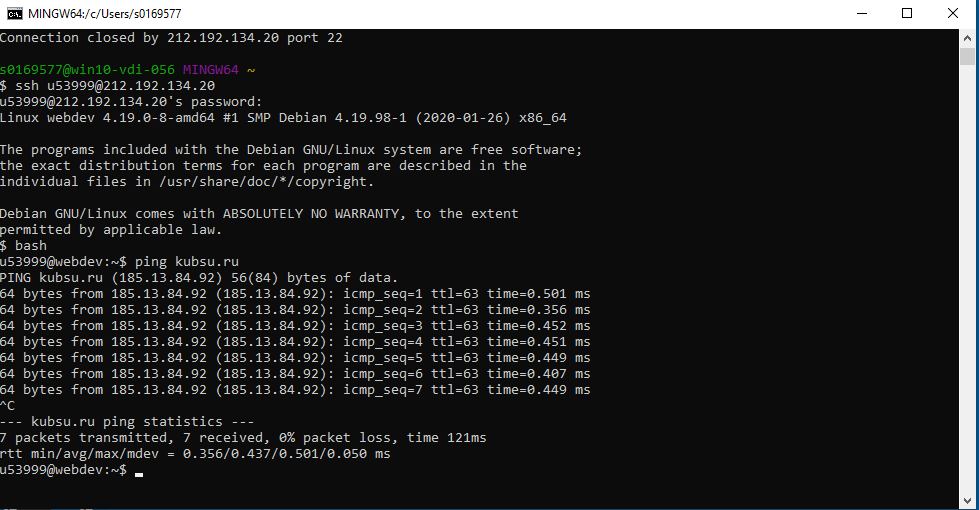 MINGW64:/c/Users/s0169577
Connection closed by 212.192.134.20 port 22
s0169577@win10-vdi-056 MINGW64 ~
$ ssh u53999@212.192.134.20
u53999@212.192.134.20's password:
Linux webdev 4.19.0-8-amd64 #1 SMP Debian 4.19.98-1 (2020-01-26) x86_64
The programs included with the Debian GNU/Linux system are free software;
the exact distribution terms for each program are described in the
individual files in /usr/share/doc/*/copyright.
Debian GNU/Linux comes with ABSOLUTELY NO WARRANTY, to the extent
permitted by applicable law.
$ bash
u53999@webdev:~$ ping kubsu.ru
PING kubsu.ru (185.13.84.92) 56(84) bytes of data.
64 bytes from 185.13.84.92 (185.13.84.92): icmp_seq=1 ttl=63 time=0.501 ms
64 bytes from 185.13.84.92 (185.13.84.92): icmp_seq=2 ttl=63 time=0.356 ms
64 bytes from 185.13.84.92 (185.13.84.92): icmp_seq=3 ttl=63 time=0.452 ms
64 bytes from 185.13.84.92 (185.13.84.92): icmp_seq=4 ttl=63 time=0.451 ms
64 bytes from 185.13.84.92 (185.13.84.92): icmp_seq=5 ttl=63 time=0.449 ms
64 bytes from 185.13.84.92 (185.13.84.92): icmp_seq=6 ttl=63 time=0.407 ms
64 bytes from 185.13.84.92 (185.13.84.92): icmp_seq=7 ttl=63 time=0.449 ms
^C
--- kubsu.ru ping statistics ---
7 packets transmitted, 7 received, 0% packet loss, time 121ms
rtt min/avg/max/mdev = 0.356/0.437/0.501/0.050 ms
u53999@webdev:~$